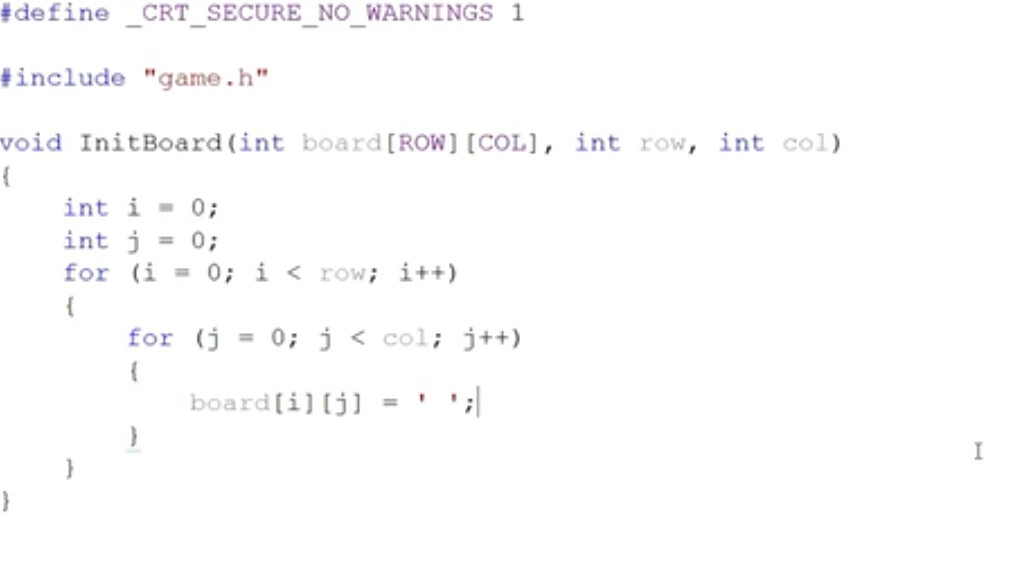 #define _CRT_SECURE_NO_WARNINGS 1
#include "game.h"
void InitBoard(int board[ROW][COL], int row, int col)
{
    int i = 0;
    int j = 0;
    for (i = 0; i < row; i++)
    {
        for (j = 0; j < col; j++)
        {
            board[i][j] = ' ';
        }
    }
}